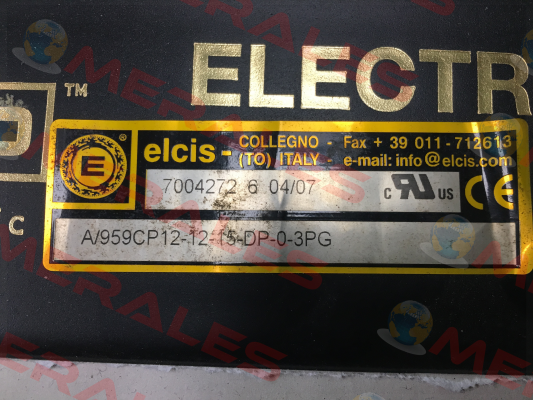 TM
ELECTR
elcis - COLLEGNO - Fax + 39 011 - 712613
(TO) ITALY - e-mail: info@elcis.com
E
7004272 6 04/07
c RU US CE
A/959CP12-12-15-DP-0-3PG
C
MERALES